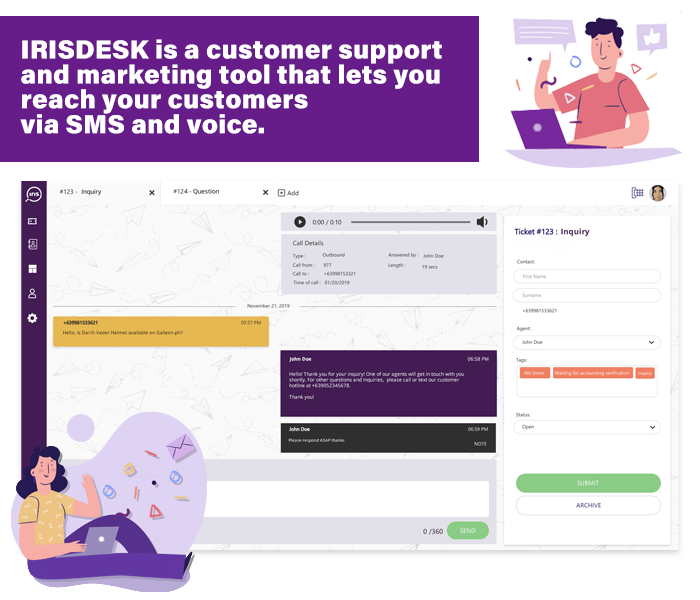 IRISDESK is a customer support
and marketing tool that lets you
reach your customers
via SMS and voice.
iris
#123 - Inquiry
#124 - Question
Add
0:00 / 0:10
Call Details
Type : Outbound
Answered by : John Doe
Call from : 977
Length : 19 secs
Call to : +63998153321
Time of call : 01/20/2019
November 21, 2019
+639981533621 05:57 PM
Hello. Is Darth Vader Helmet available on Galleon.ph?
John Doe 06:58 PM
Hello! Thank you for your inquiry! One of our agents will get in touch with you
shortly. For other questions and inquiries, please call or text our customer
hotline at +639052345678.
Thank you!
John Doe 06:59 PM
Please respond ASAP thanks
NOTE
0 /360
SEND
Ticket #123 : Inquiry
Contact:
First Name
Surname
+639981533621
Agent:
John Doe
Tags:
IRIS Demo
Waiting for accounting verification
Inquiry
Status:
Open
SUBMIT
ARCHIVE